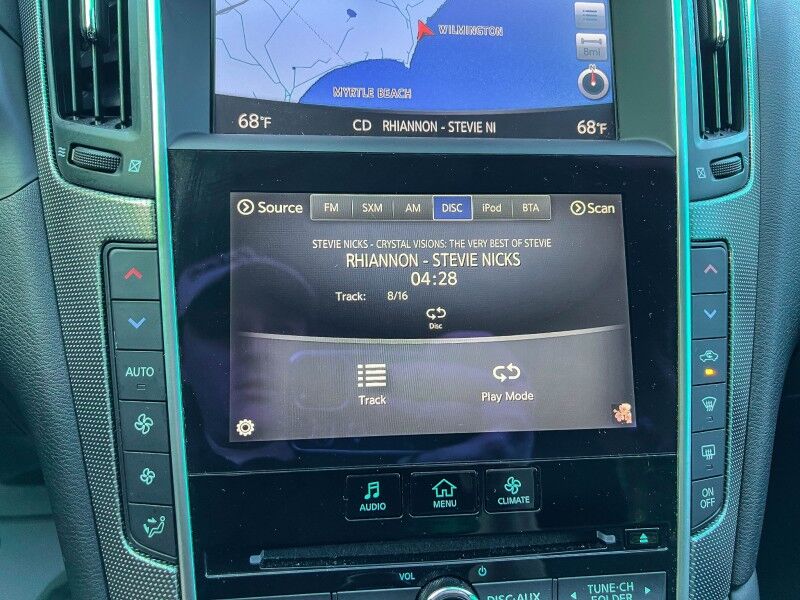 WILMINGTON
8mi
N
MYRTLE BEACH
68°F CD RHIANNON - STEVIE NI 68°F
Source FM SXM AM DISC iPod BTA Scan
STEVIE NICKS - CRYSTAL VISIONS: THE VERY BEST OF STEVIE
RHIANNON - STEVIE NICKS
04:28
Track: 8/16
Disc
Track Play Mode
AUTO
ON
OFF
AUDIO MENU CLIMATE
VOL
DISC·AUX TUNE·CH
FOLDER